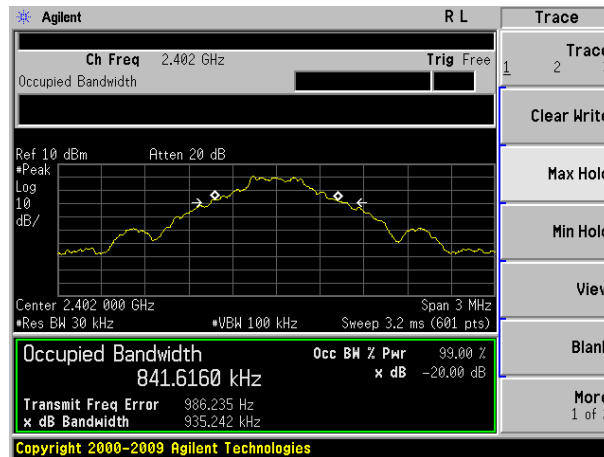 Agilent R L Trace
Ch Freq 2.402 GHz Trig Free
Occupied Bandwidth
Trace
1 2
Clear Write
Max Hold
Min Hold
View
Blank
More
1 of
Ref 10 dBm Atten 20 dB
#Peak
Log
10
dB/
Center 2.402 000 GHz Span 3 MHz
#Res BW 30 kHz #VBW 100 kHz Sweep 3.2 ms (601 pts)
Occupied Bandwidth Occ BW % Pwr 99.00 %
841.6160 kHz x dB -20.00 dB
Transmit Freq Error 986.235 Hz
x dB Bandwidth 935.242 kHz
Copyright 2000-2009 Agilent Technologies